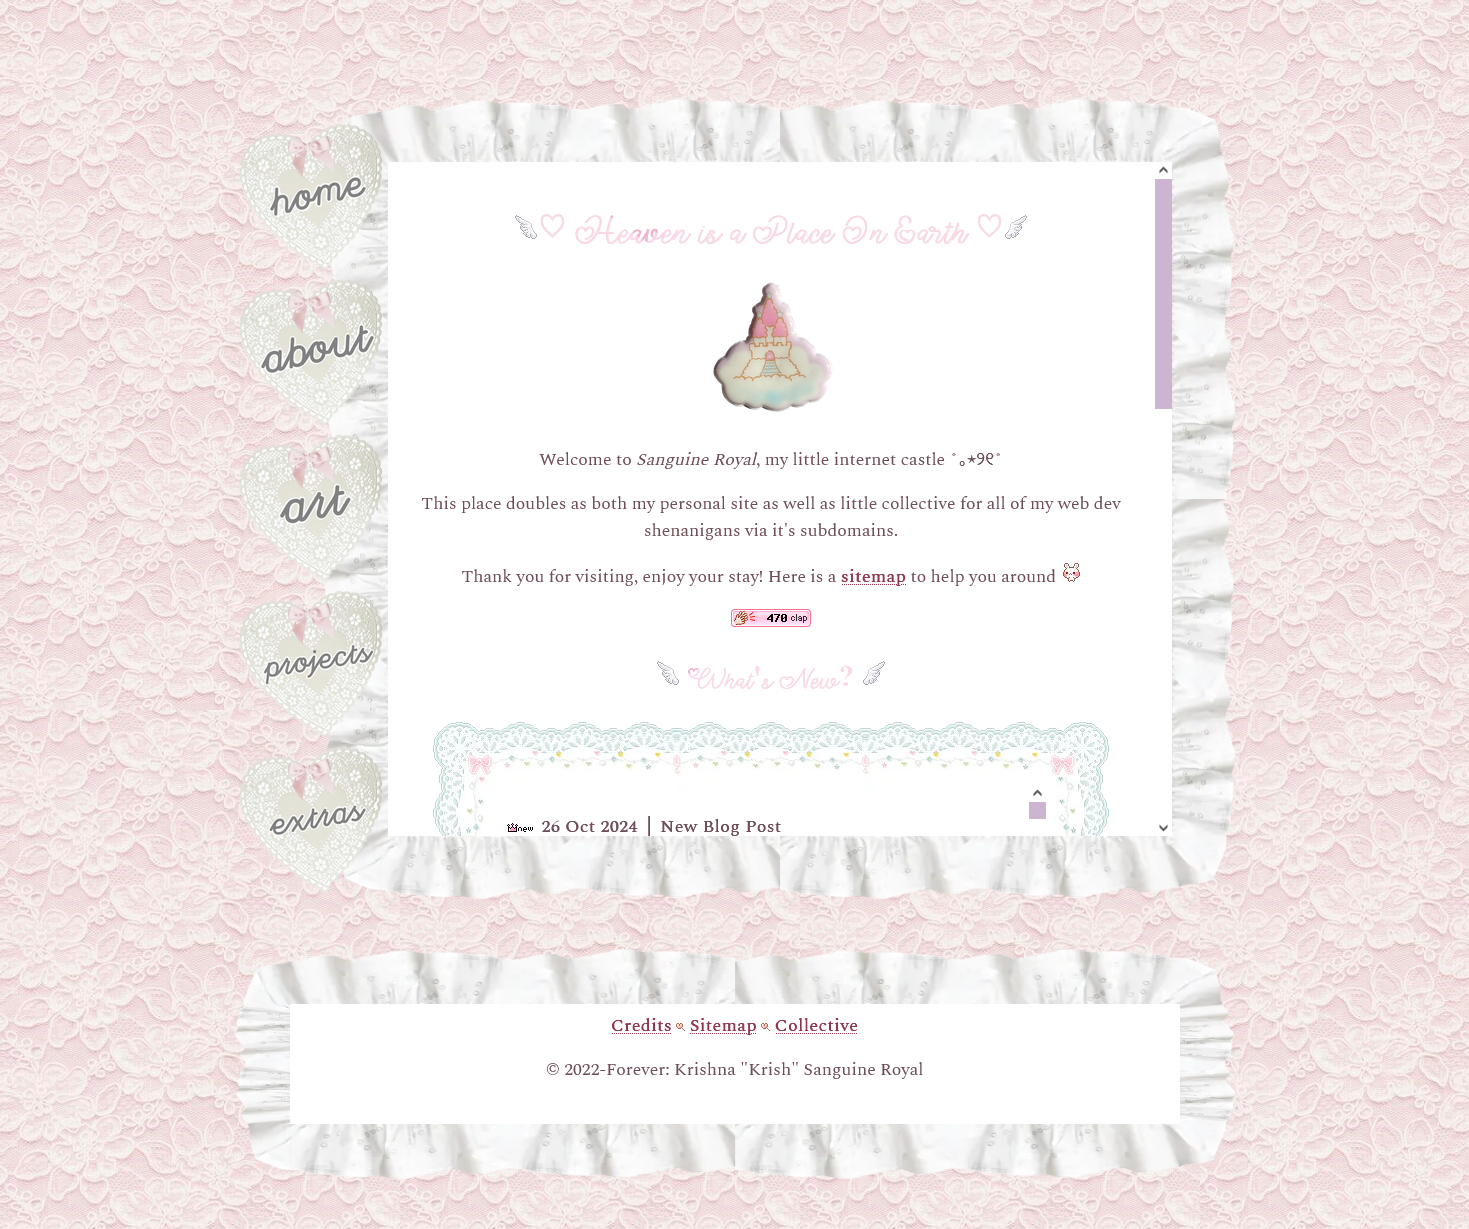 home
about
art
projects
extras
♡ Heaven is a Place On Earth ♡
Welcome to Sanguine Royal, my little internet castle ˚｡⋆୨୧˚
This place doubles as both my personal site as well as little collective for all of my web dev
shenanigans via it's subdomains.
Thank you for visiting, enjoy your stay! Here is a sitemap to help you around
470 clap
What's New?
new 26 Oct 2024 | New Blog Post
Credits Sitemap Collective
© 2022-Forever: Krishna "Krish" Sanguine Royal